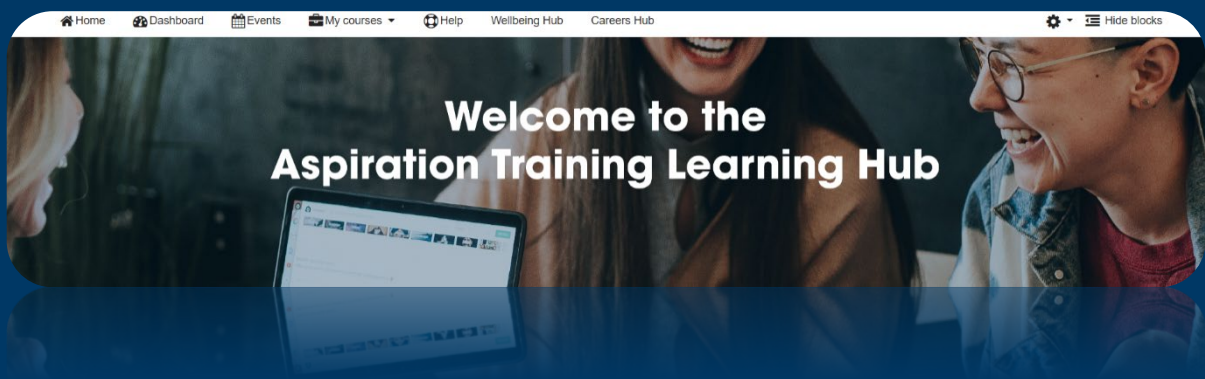 Home Dashboard Events My courses Help Wellbeing Hub Careers Hub Hide blocks
Welcome to the
Aspiration Training Learning Hub